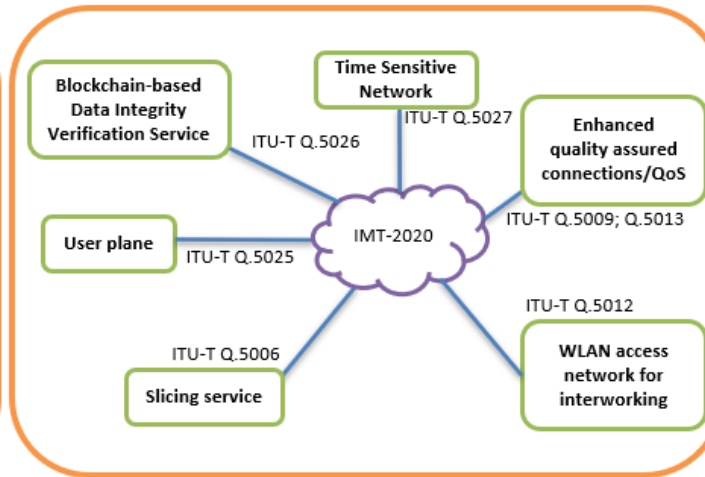 Blockchain-based
Data Integrity
Verification Service
ITU-T Q.5026
Time Sensitive
Network
ITU-T Q.5027
Enhanced
quality assured
connections/QoS
ITU-T Q.5009; Q.5013
User plane
ITU-T Q.5025
IMT-2020
ITU-T Q.5012
WLAN access
network for
interworking
ITU-T Q.5006
Slicing service